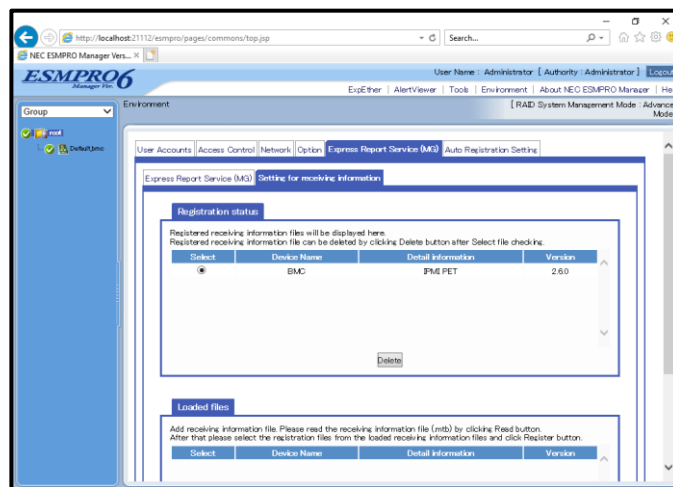 http://localhost:21112/esmpro/pages/commons/top.jsp
Search...
NEC ESMPRO Manager Vers...
ESMPRO6
Manager Ver.
User Name : Administrator [ Authority : Administrator ] Logout
ExpEther | AlertViewer | Tools | Environment | About NEC ESMPRO Manager | He
Group
Environment
[ RAID System Management Mode : Advance
Mode
root
Default.bmc
User Accounts Access Control Network Option Express Report Service (MG) Auto Registration Setting
Express Report Service (MG) Setting for receiving information
Registration status
Registered receiving information files will be displayed here.
Registered receiving information file can be deleted by clicking Delete button after Select file checking.
Select Device Name Detail information Version
BMC IPMI PET 2.6.0
Delete
Loaded files
Add receiving information file. Please read the receiving information file (.mtb) by clicking Read button.
After that please select the registration files from the loaded receiving information files and click Register button.
Select Device Name Detail information Version